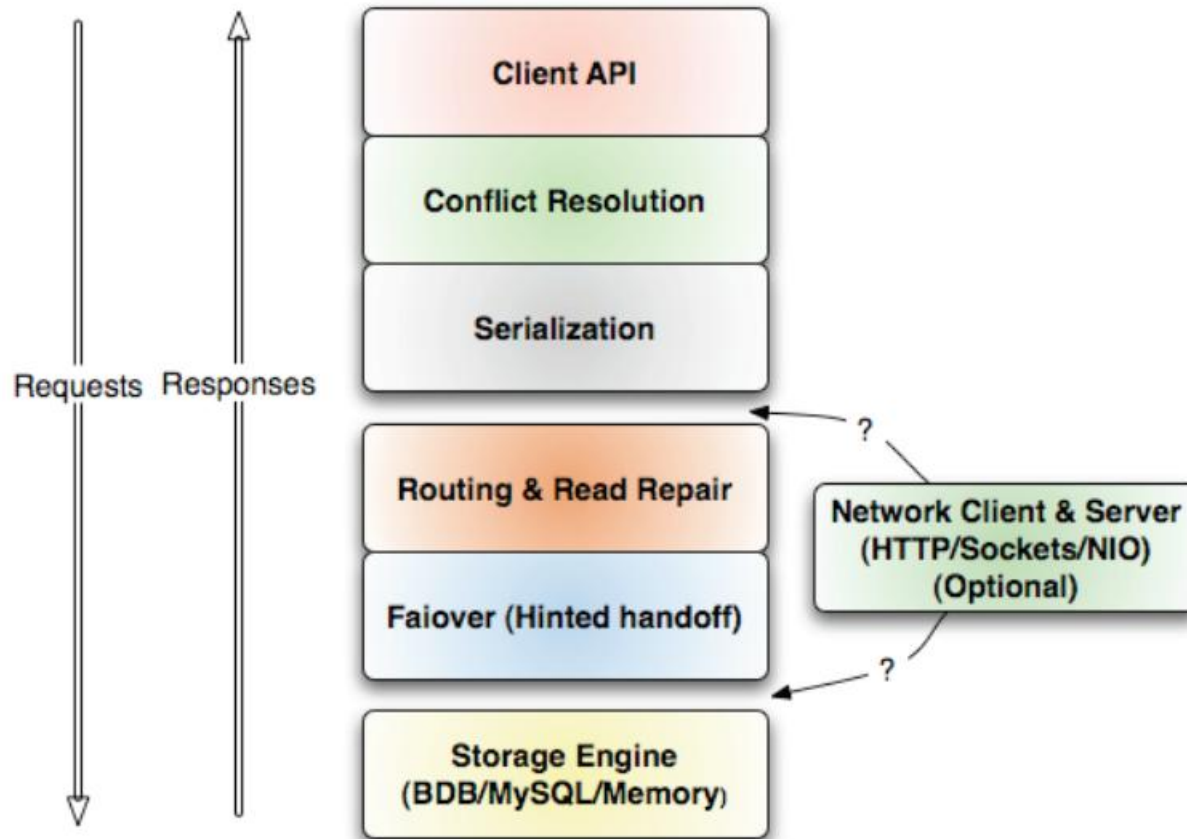 Client API
Conflict Resolution
Serialization
Requests
Responses
?
Routing & Read Repair
Network Client & Server
(HTTP/Sockets/NIO)
(Optional)
Faiover (Hinted handoff)
?
Storage Engine
(BDB/MySQL/Memory)